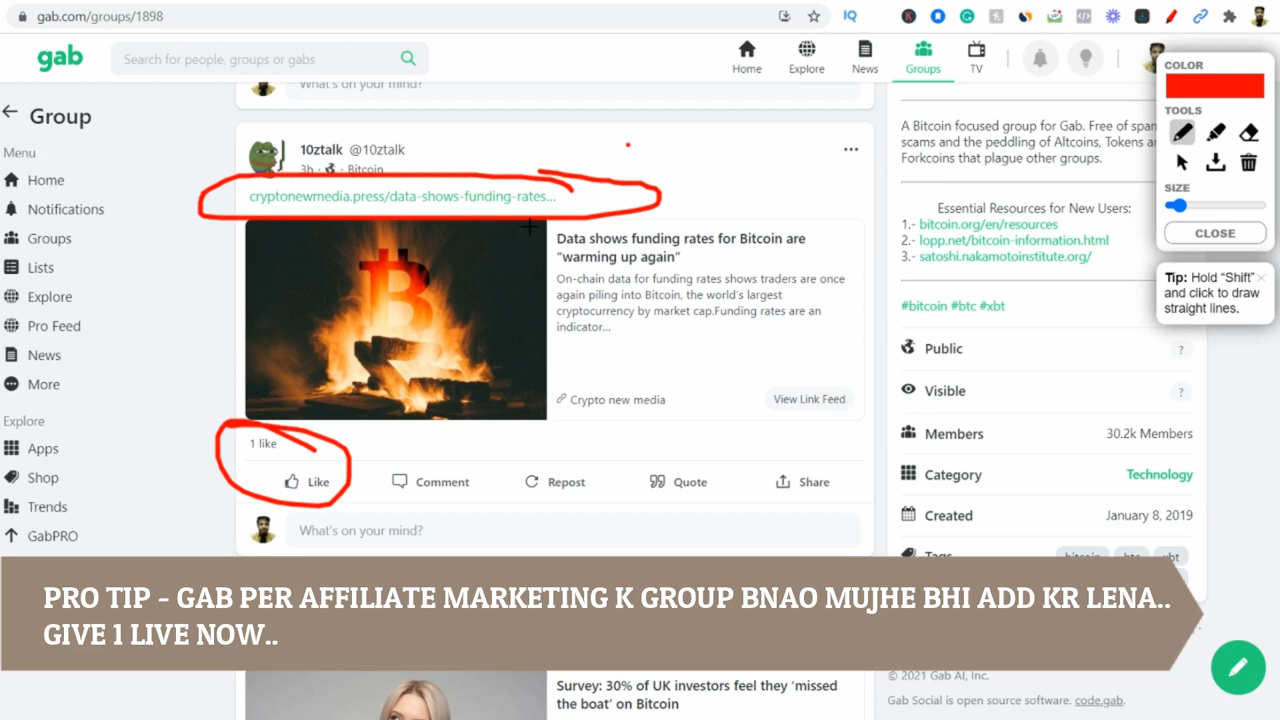 gab.com/groups/1898
IQ
gab
Search for people, groups or gabs
Home
Explore
News
Groups
TV
Group
Menu
Home
Notifications
Groups
Lists
Explore
Pro Feed
News
More
Explore
Apps
Shop
Trends
GabPRO
What's on your mind?
10ztalk @10ztalk
3h · Bitcoin
cryptonewmedia.press/data-shows-funding-rates...
Data shows funding rates for Bitcoin are
“warming up again”
On-chain data for funding rates shows traders are once
again piling into Bitcoin, the world's largest
cryptocurrency by market cap.Funding rates are an
indicator...
Crypto new media
View Link Feed
1 like
Like
Comment
Repost
Quote
Share
What's on your mind?
A Bitcoin focused group for Gab. Free of
scams and the peddling of Altcoins, Tokens
Forkcoins that plague other groups.
Essential Resources for New Users:
1.- bitcoin.org/en/resources
2.- lopp.net/bitcoin-information.html
3.- satoshi.nakamotoinstitute.org/
#bitcoin #btc #xbt
Public
?
Visible
?
Members
30.2k Members
Category
Technology
Created
January 8, 2019
Tags
bitcoin btc xbt
COLOR
TOOLS
SIZE
CLOSE
Tip: Hold “Shift”
and click to draw
straight lines.
PRO TIP - GAB PER AFFILIATE MARKETING K GROUP BNAO MUJHE BHI ADD KR LENA..
GIVE 1 LIVE NOW..
Survey: 30% of UK investors feel they ‘missed
the boat’ on Bitcoin
© 2021 Gab AI, Inc.
Gab Social is open source software. code.gab.